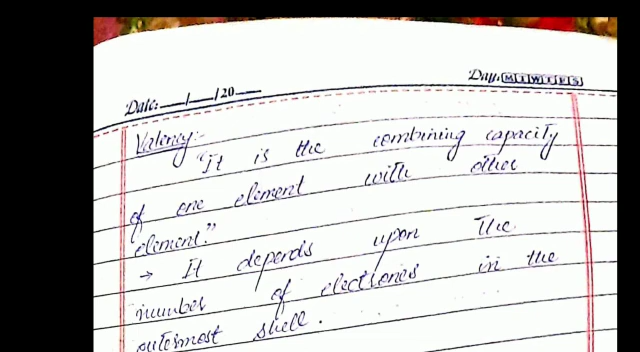 Date: __/__/20__
Day: M T W T F S
Valency:-
"It is the combining capacity
of one element with other
element."
→ It depends upon The
number of electrones in the
outermost shell.